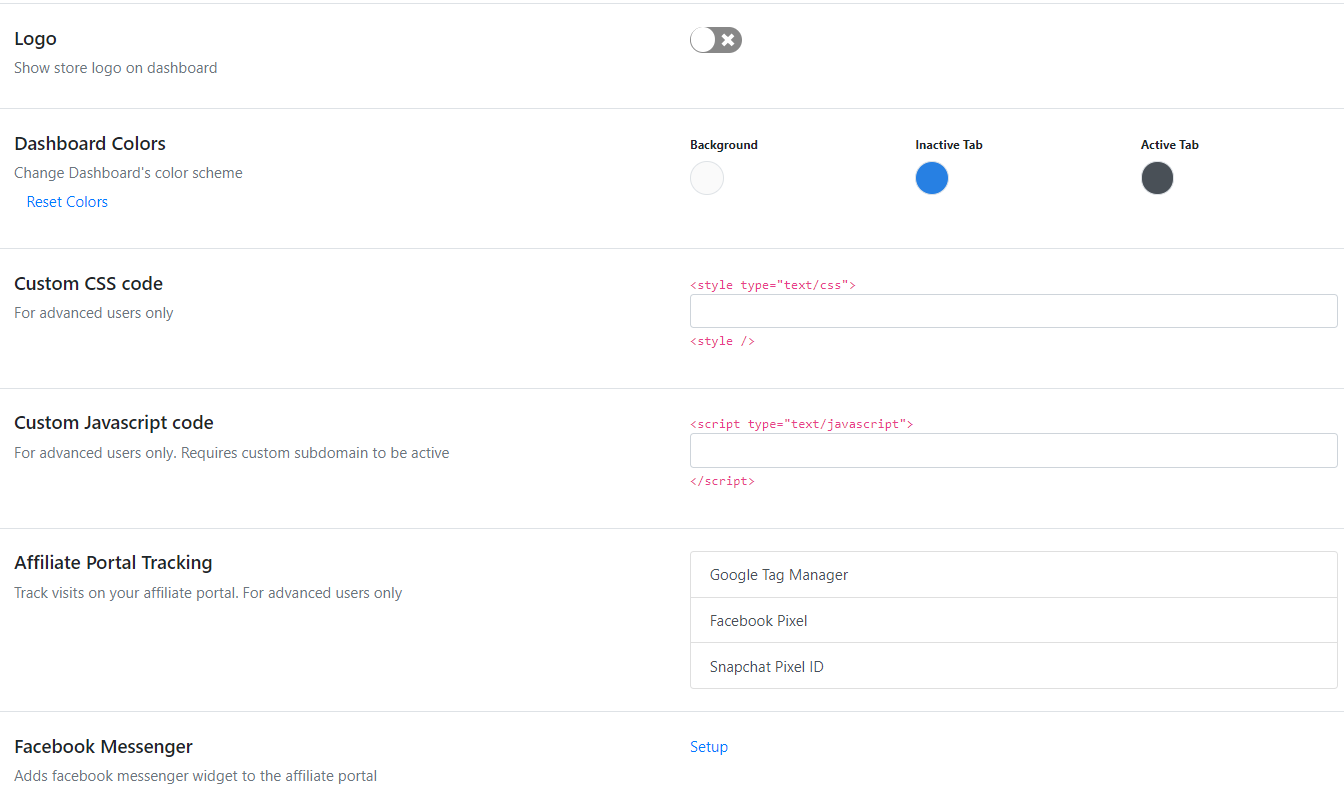 Logo
Show store logo on dashboard
Dashboard Colors
Change Dashboard's color scheme
Reset Colors
Background
Inactive Tab
Active Tab
Custom CSS code
For advanced users only
<style type="text/css">
<style />
Custom Javascript code
For advanced users only. Requires custom subdomain to be active
<script type="text/javascript">
</script>
Affiliate Portal Tracking
Track visits on your affiliate portal. For advanced users only
Google Tag Manager
Facebook Pixel
Snapchat Pixel ID
Facebook Messenger
Adds facebook messenger widget to the affiliate portal
Setup